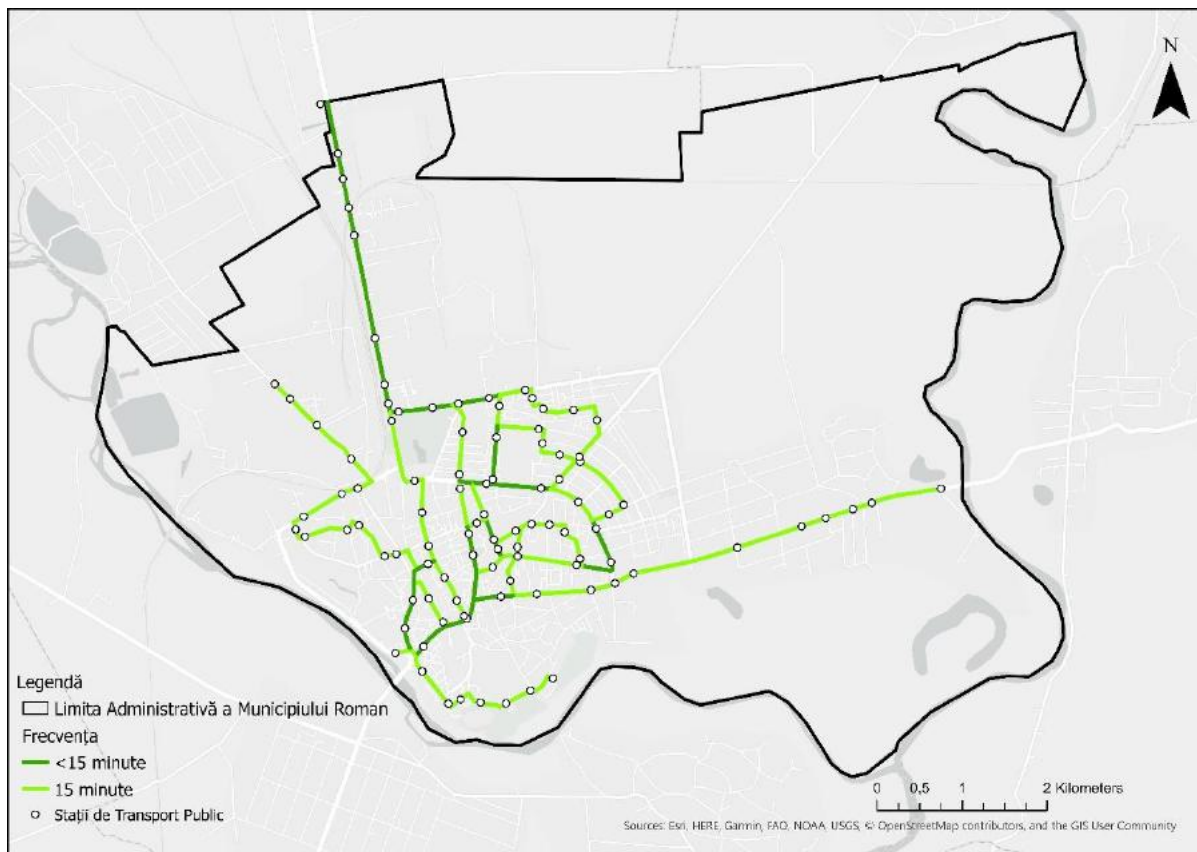 N
Legendă
Limita Administrativă a Municipiului Roman
Frecvența
<15 minute
15 minute
Stații de Transport Public
0 0,5 1 2 Kilometers
Sources: Esri, HERE, Garmin, FAO, NOAA, USGS, © OpenStreetMap contributors, and the GIS User Community